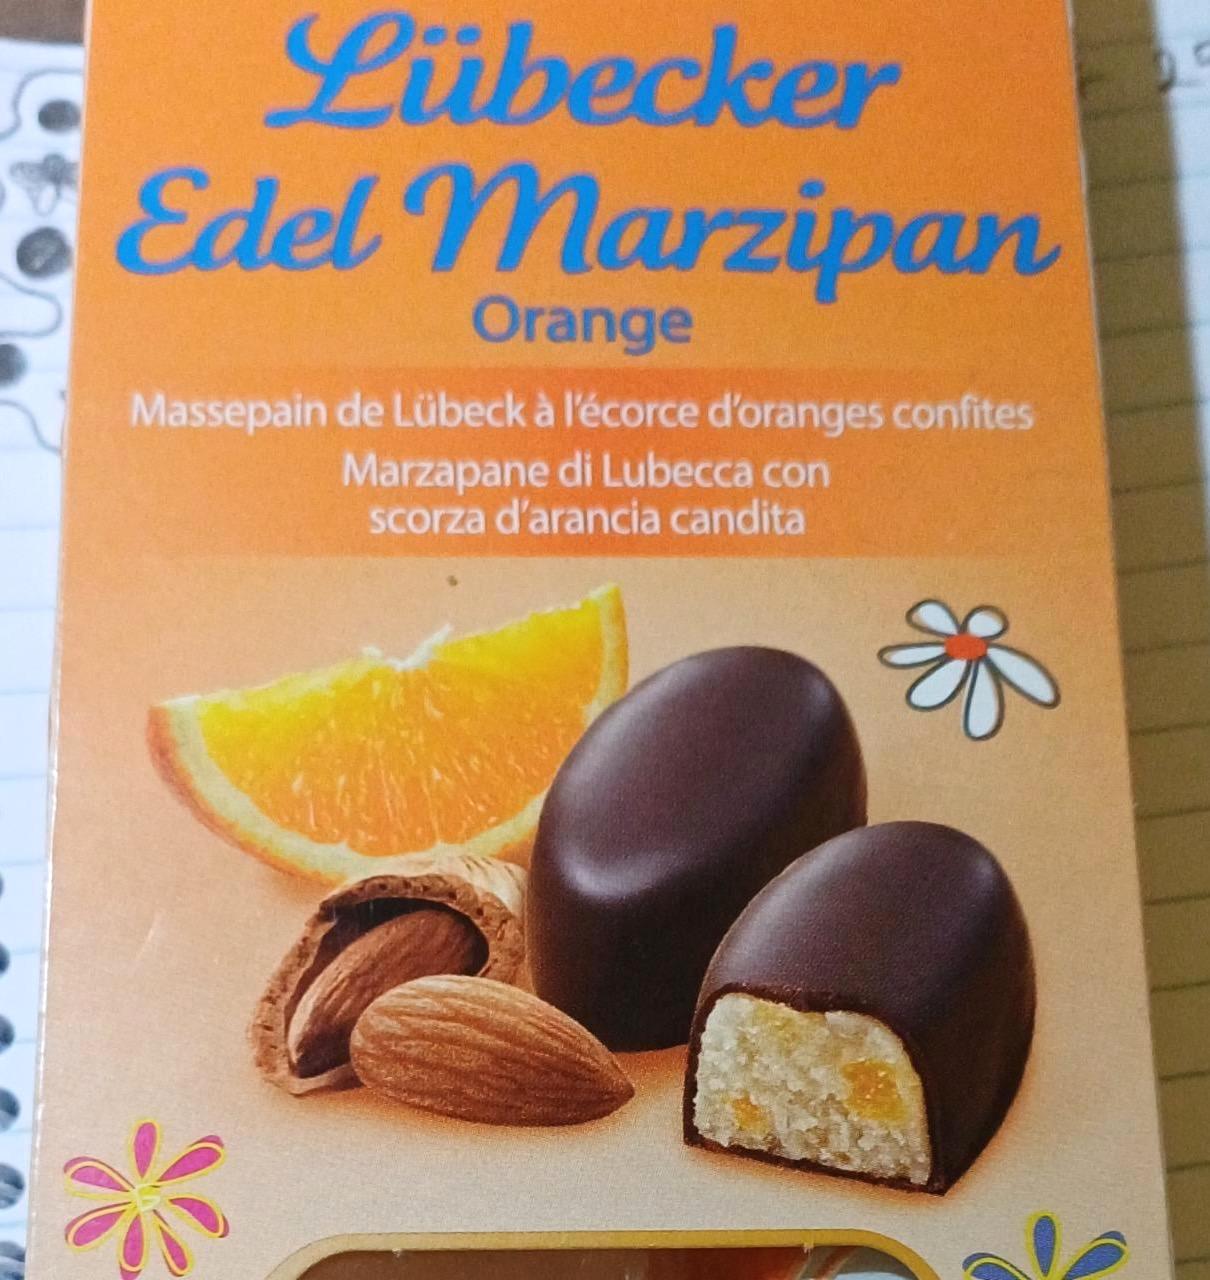 Lübecker
Edel Marzipan
Orange
Massepain de Lübeck à l'écorce d'oranges confites
Marzapane di Lubecca con
scorza d'arancia candita